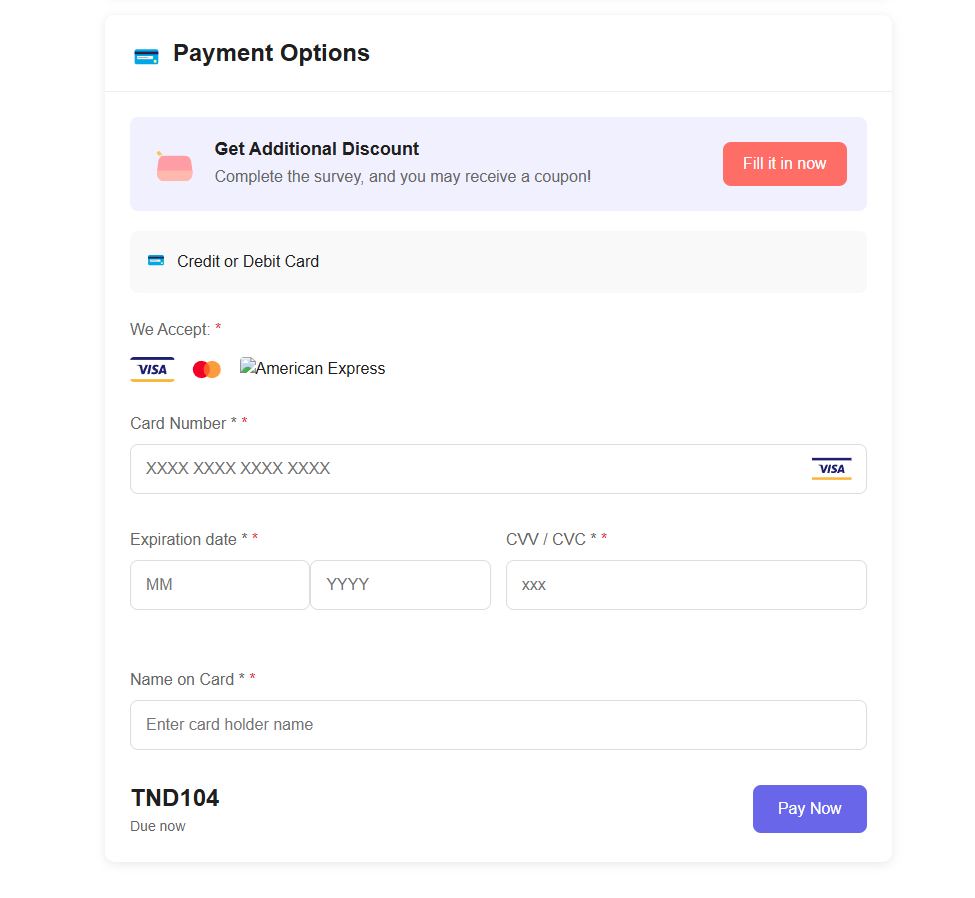 Payment Options
Get Additional Discount
Complete the survey, and you may receive a coupon!
Fill it in now
Credit or Debit Card
We Accept: *
VISA
American Express
Card Number * *
XXXX XXXX XXXX XXXX
VISA
Expiration date * *
CVV / CVC * *
MM
YYYY
xxx
Name on Card * *
Enter card holder name
TND104
Due now
Pay Now